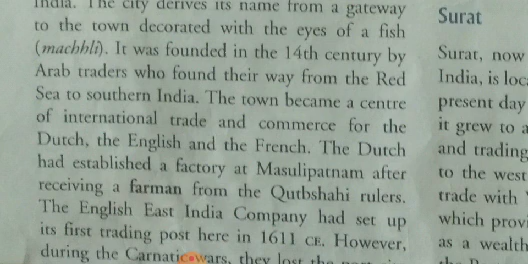 India. The city derives its name from a gateway
to the town decorated with the eyes of a fish
(machhli). It was founded in the 14th century by
Arab traders who found their way from the Red
Sea to southern India. The town became a centre
of international trade and commerce for the
Dutch, the English and the French. The Dutch
had established a factory at Masulipatnam after
receiving a farman from the Qutbshahi rulers.
The English East India Company had set up
its first trading post here in 1611 CE. However,
during the Carnatic wars, they lost the
Surat
Surat, now
India, is
present day
it grew to
and trading
to the west
trade with
which
as a wealth
the